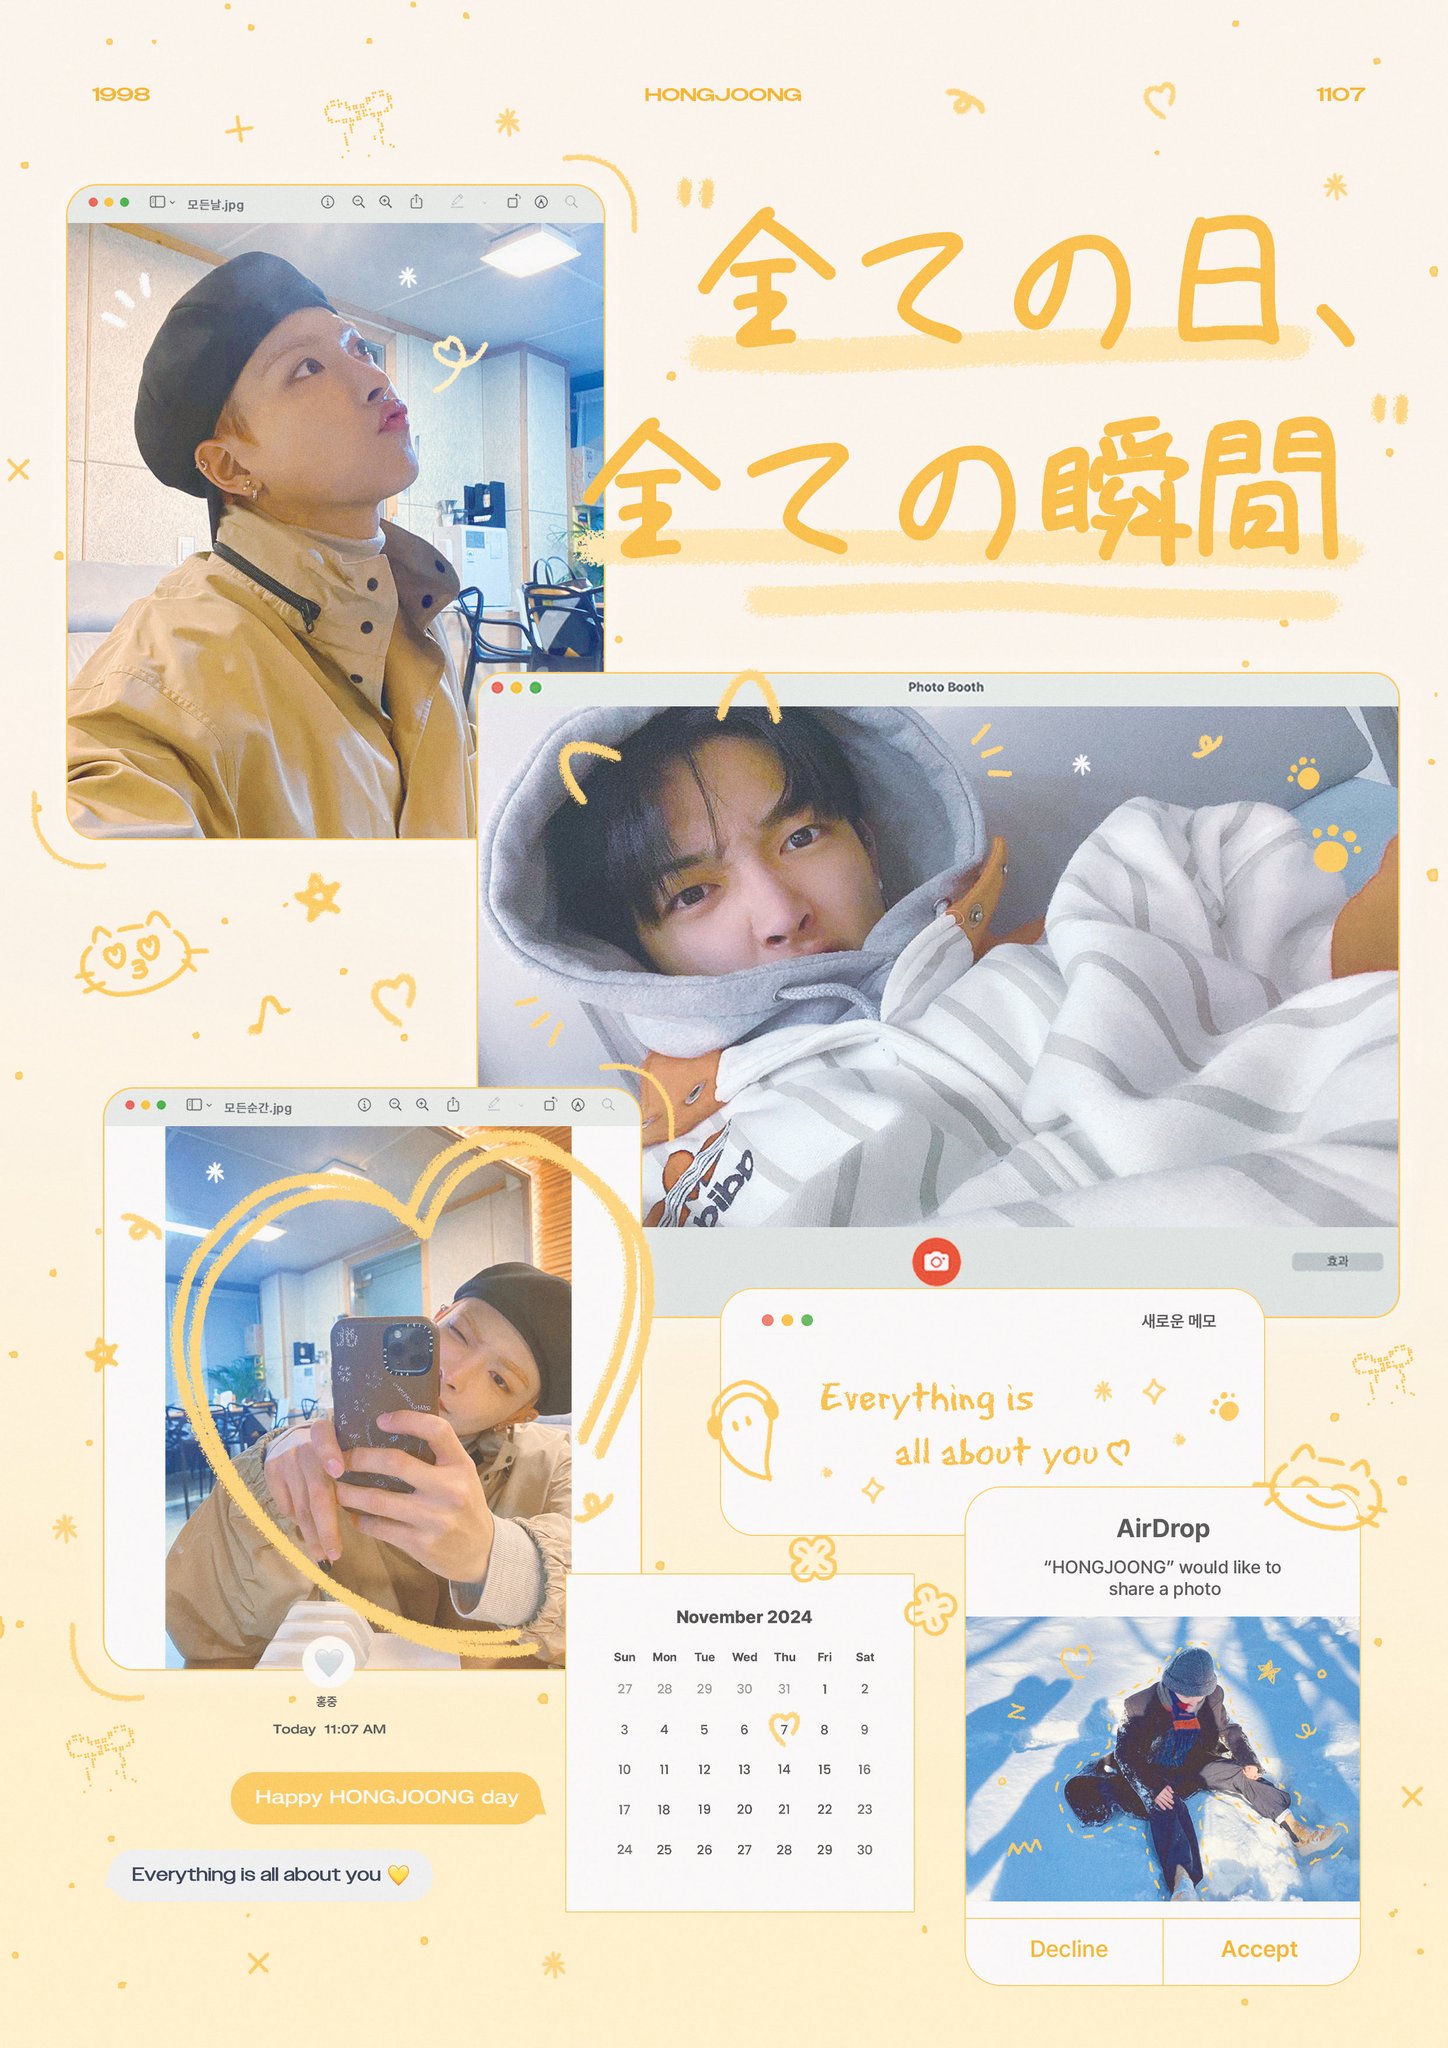 1998
HONGJOONG
1107
모든날.jpg
"全ての日、
全ての瞬間"
Photo Booth
모든순간.jpg
효과
새로운 메모
Everything is
all about you♡
AirDrop
“HONGJOONG” would like to
share a photo
Decline
Accept
홍중
Today 11:07 AM
Happy HONGJOONG day
Everything is all about you 💛
November 2024
Sun Mon Tue Wed Thu Fri Sat
27 28 29 30 31 1 2
3 4 5 6 7 8 9
10 11 12 13 14 15 16
17 18 19 20 21 22 23
24 25 26 27 28 29 30